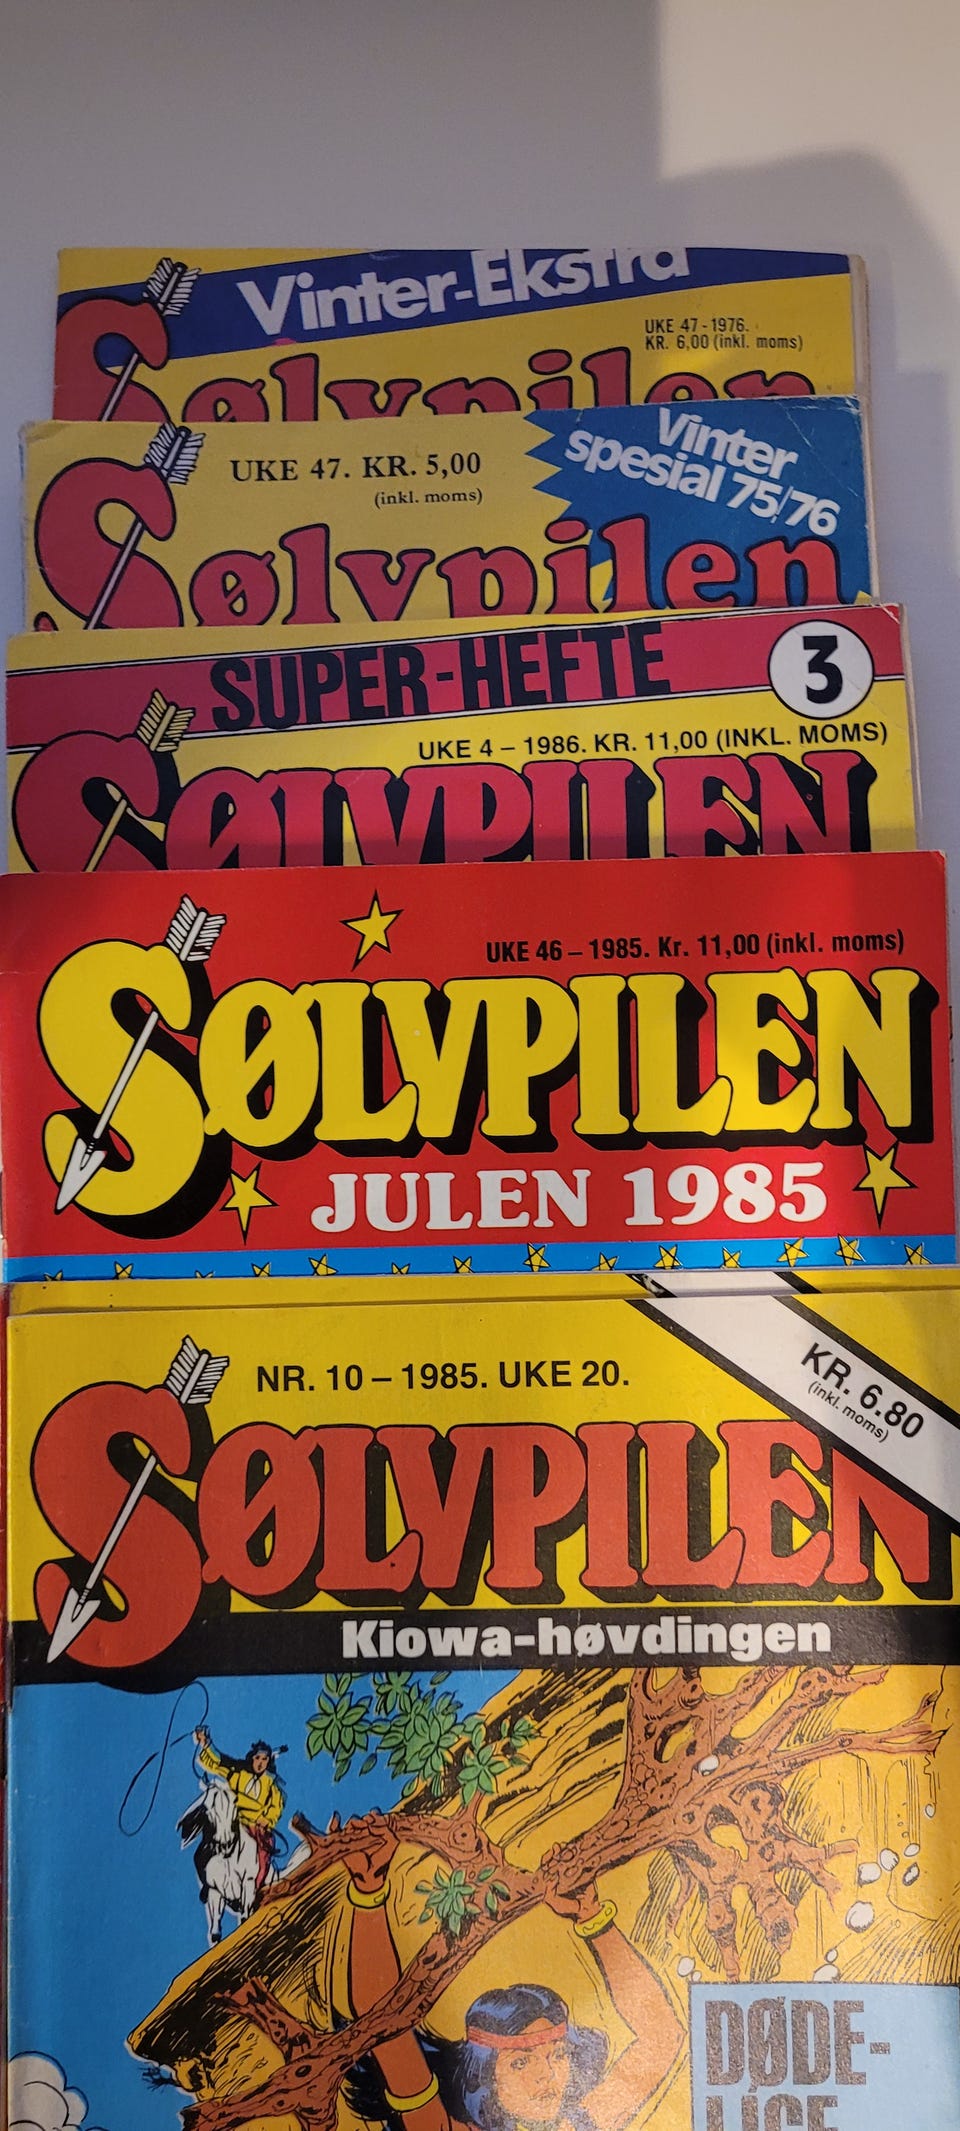 Vinter-Ekstra
UKE 47-1976.
KR. 6,00 (inkl. moms)
Sølvpilen
Vinter
spesial 75/76
UKE 47. KR. 5,00
(inkl. moms)
Sølvpilen
SUPER-HEFTE
3
UKE 4 – 1986. KR. 11,00 (INKL. MOMS)
SØLVPILEN
UKE 46 – 1985. Kr. 11,00 (inkl. moms)
SØLVPILEN
JULEN 1985
NR. 10 – 1985. UKE 20.
KR. 6.80
(inkl. moms)
SØLVPILEN
Kiowa-høvdingen
DØDE-
LIGE